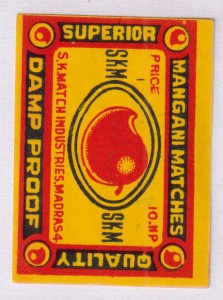 SUPERIOR
MANGANI MATCHES
QUALITY
DAMP PROOF
PRICE
10.NP
SKM
SKM
S.K.MATCH INDUSTRIES, MADRAS 4